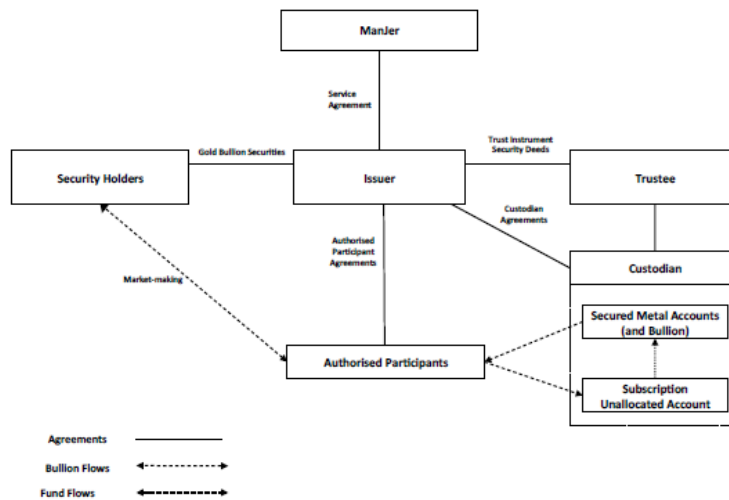 ManJer
Service
Agreement
Gold Bullion Securities
Trust Instrument
Security Deeds
Security Holders
Issuer
Trustee
Custodian
Agreements
Authorised
Participant
Agreements
Custodian
Market-making
Secured Metal Accounts
(and Bullion)
Authorised Participants
Subscription
Unallocated Account
Agreements
Bullion Flows
Fund Flows